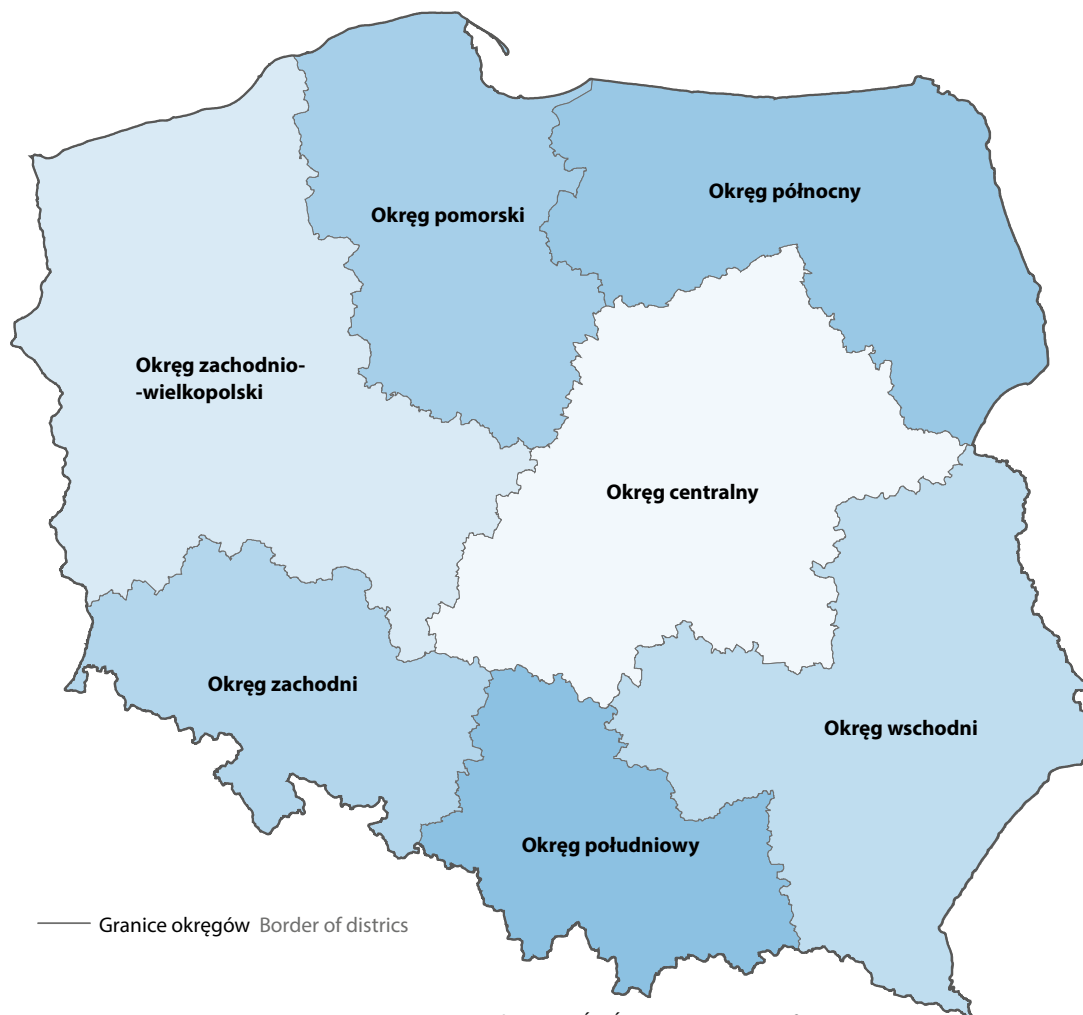 Okręg północny
Okręg pomorski
Okręg zachodnio-
-wielkopolski
Okręg centralny
Okręg zachodni
Okręg wschodni
Okręg południowy
Granice okręgów Border of districs